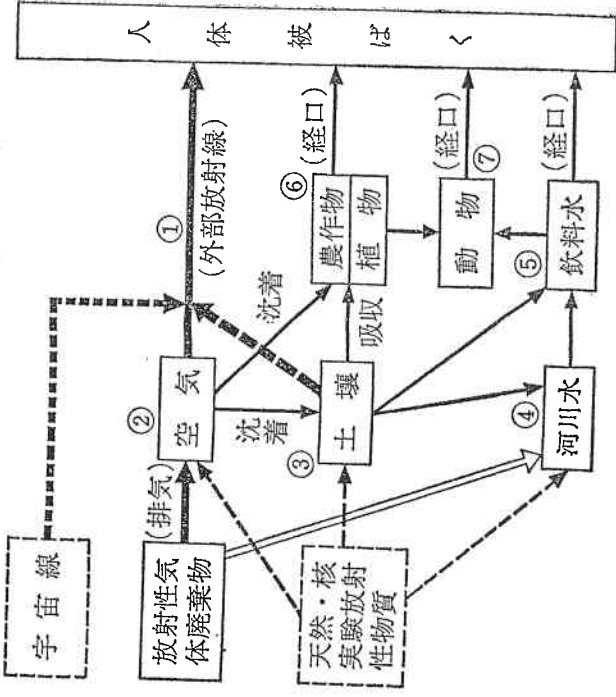 宇宙線
放射性気
体廃棄物
(排気)
天然・核
実験放射
性物質
②
空気
沈着
沈着
③
土壌
吸収
④
河川水
①
(外部放射線)
⑥
農作物
植物
(経口)
動物
⑦
(経口)
⑤
飲料水
(経口)
人体被ばく